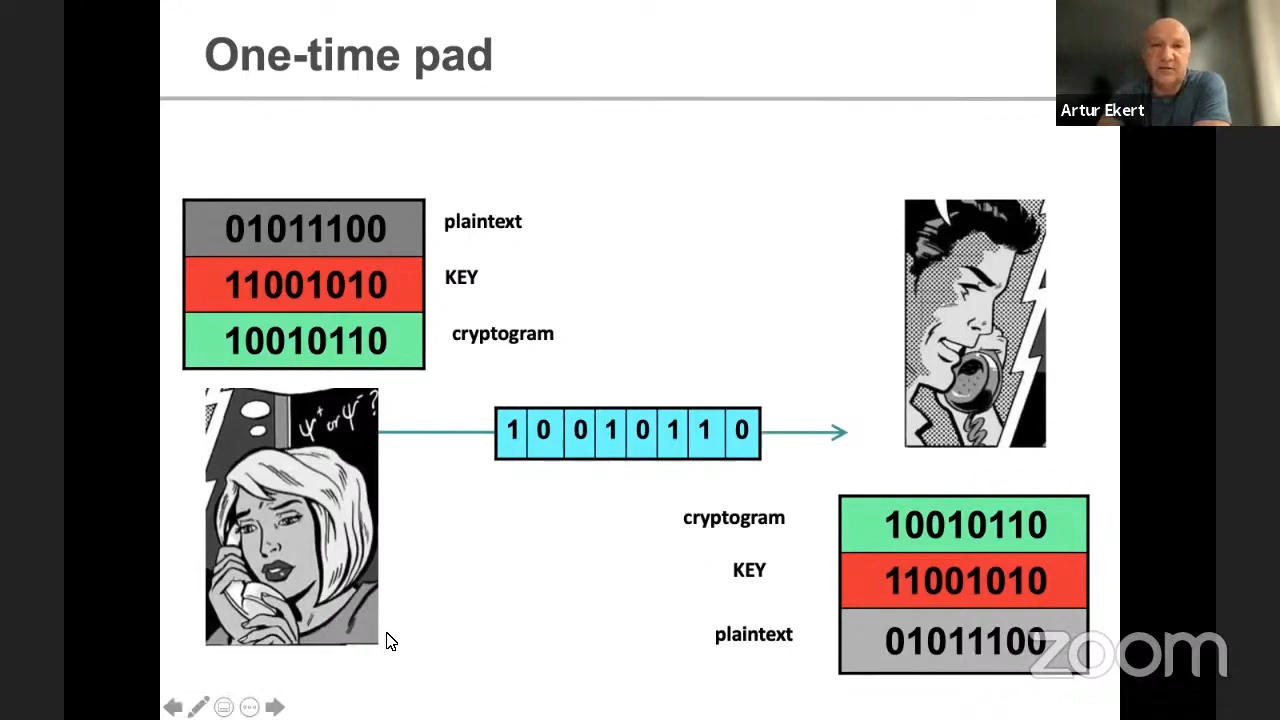 One-time pad
Artur Ekert
01011100 plaintext
11001010 KEY
10010110 cryptogram
Ψ+ or Ψ- ?
1 0 0 1 0 1 1 0
cryptogram 10010110
KEY 11001010
plaintext 01011100
zoom